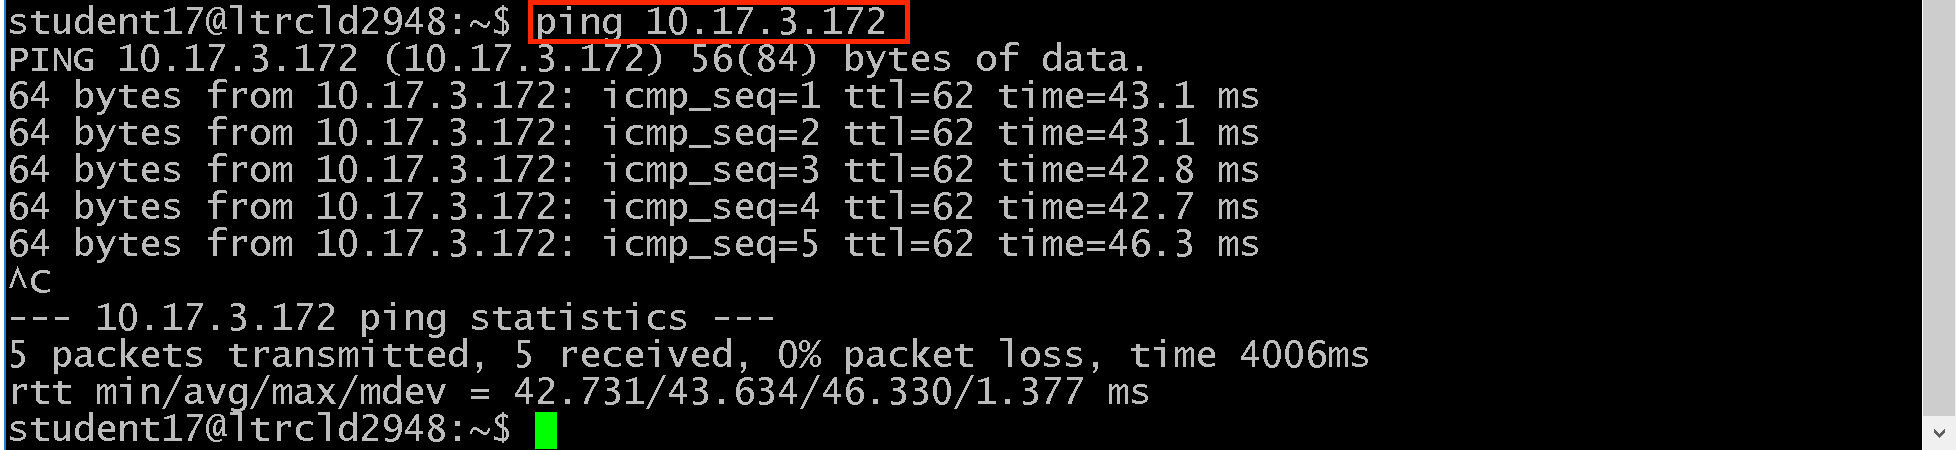 student17@ltrcld2948:~$ ping 10.17.3.172
PING 10.17.3.172 (10.17.3.172) 56(84) bytes of data.
64 bytes from 10.17.3.172: icmp_seq=1 ttl=62 time=43.1 ms
64 bytes from 10.17.3.172: icmp_seq=2 ttl=62 time=43.1 ms
64 bytes from 10.17.3.172: icmp_seq=3 ttl=62 time=42.8 ms
64 bytes from 10.17.3.172: icmp_seq=4 ttl=62 time=42.7 ms
64 bytes from 10.17.3.172: icmp_seq=5 ttl=62 time=46.3 ms
^C
--- 10.17.3.172 ping statistics ---
5 packets transmitted, 5 received, 0% packet loss, time 4006ms
rtt min/avg/max/mdev = 42.731/43.634/46.330/1.377 ms
student17@ltrcld2948:~$